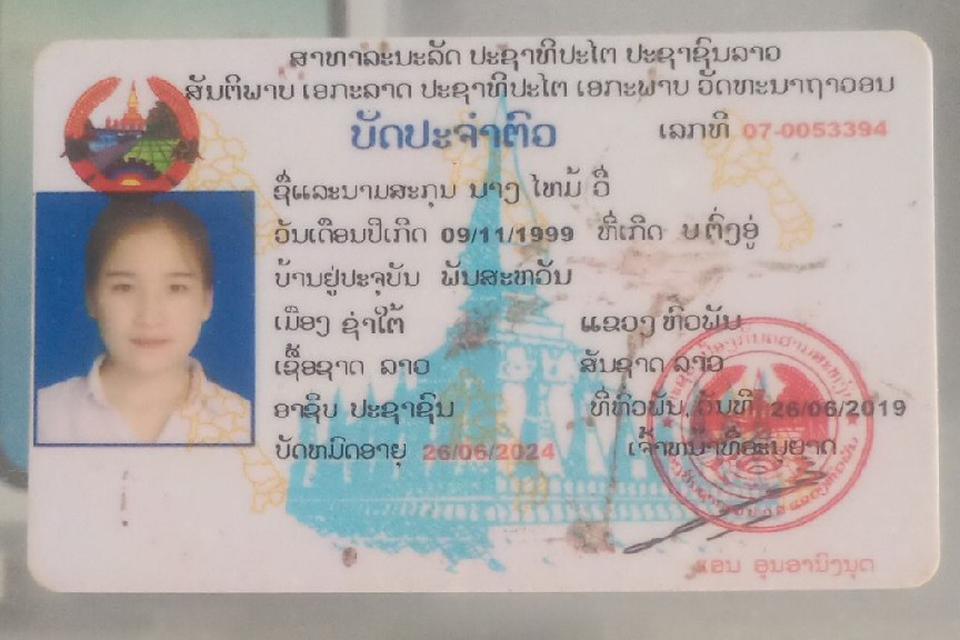 ສາທາລະນະລັດ ປະຊາທິປະໄຕ ປະຊາຊົນລາວ
ສັນຕິພາບ ເອກະລາດ ປະຊາທິປະໄຕ ເອກະພາບ ວັດທະນາຖາວອນ
ບັດປະຈຳຕົວ ເລກທີ 07-0053394
ຊື່ແລະນາມສະກຸນ ນາງ ໄຫມ້ ວື່
ວັນເດືອນປີເກີດ 09/11/1999 ທີ່ເກີດ ບຕົ່ງອູ່
ບ້ານຢູ່ປະຈຸບັນ ພັນສະຫວັນ
ເມືອງ ຊຳໃຕ້ ແຂວງ ຫົວພັນ
ເຊື້ອຊາດ ລາວ ສັນຊາດ ລາວ
ອາຊີບ ປະຊາຊົນ ທີ່ຫົວພັນ, ວັນທີ 26/06/2019
ບັດຫມົດອາຍຸ 26/06/2024 ເຈົ້າຫນ້າທີ່ອະນຸຍາດ
ແອນ ອຸນອານົງນຸດ